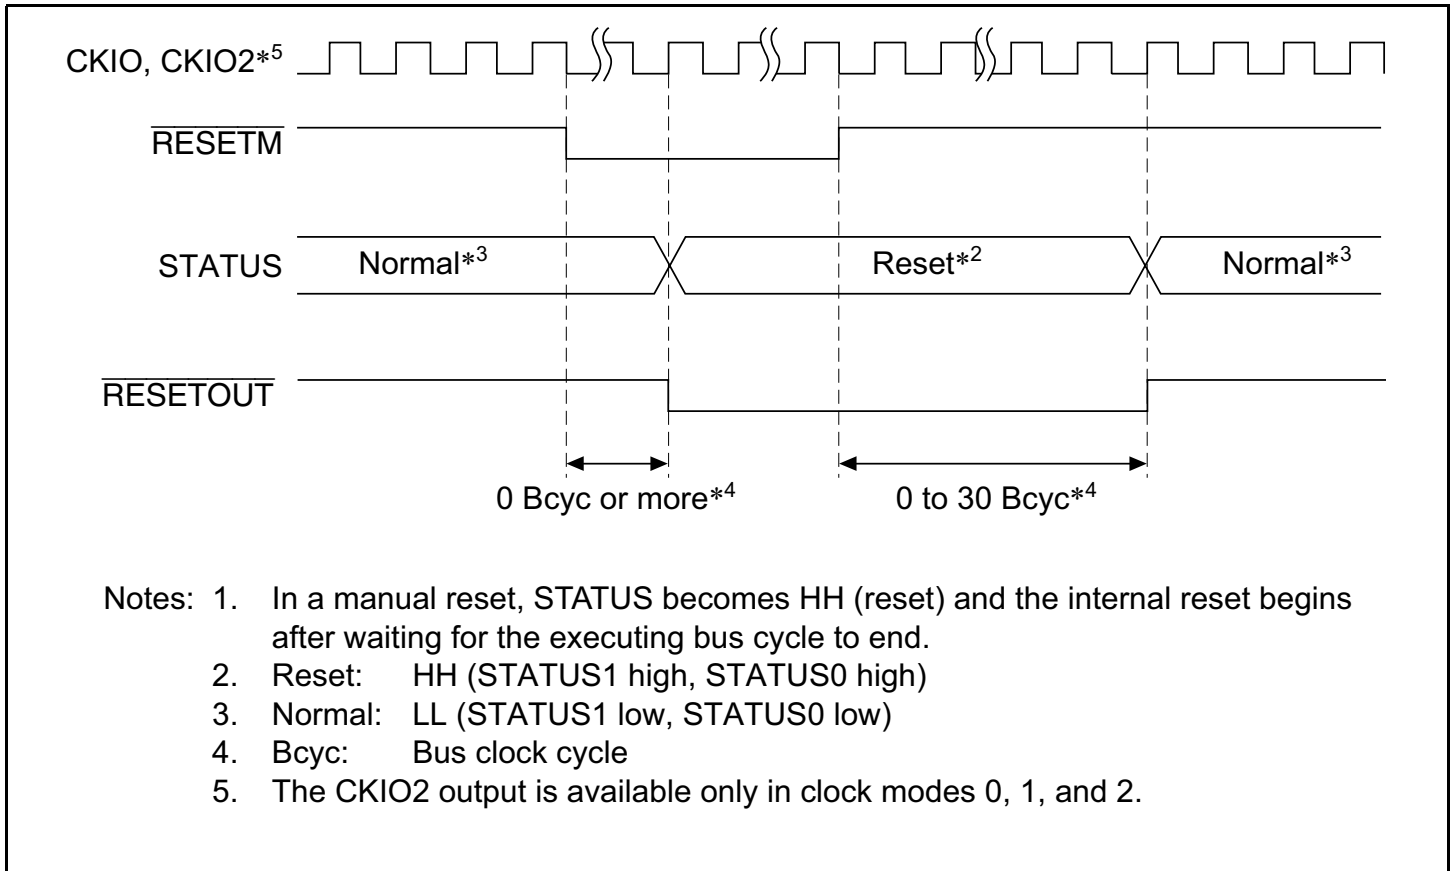 CKIO, CKIO2*5
RESETM
STATUS
Normal*3
Reset*2
Normal*3
RESETOUT
0 Bcyc or more*4
0 to 30 Bcyc*4
Notes: 1. In a manual reset, STATUS becomes HH (reset) and the internal reset begins
after waiting for the executing bus cycle to end.
2. Reset: HH (STATUS1 high, STATUS0 high)
3. Normal: LL (STATUS1 low, STATUS0 low)
4. Bcyc: Bus clock cycle
5. The CKIO2 output is available only in clock modes 0, 1, and 2.